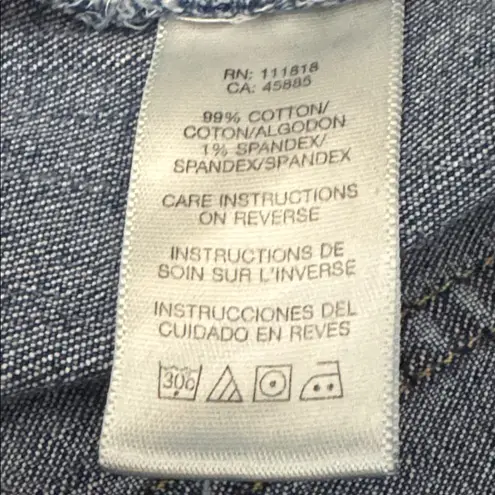 RN: 111818
CA: 45885
99% COTTON/
COTON/ALGODON
1% SPANDEX/
SPANDEX/SPANDEX
CARE INSTRUCTIONS
ON REVERSE
INSTRUCTIONS DE
SOIN SUR L'INVERSE
INSTRUCCIONES DEL
CUIDADO EN REVES
30c